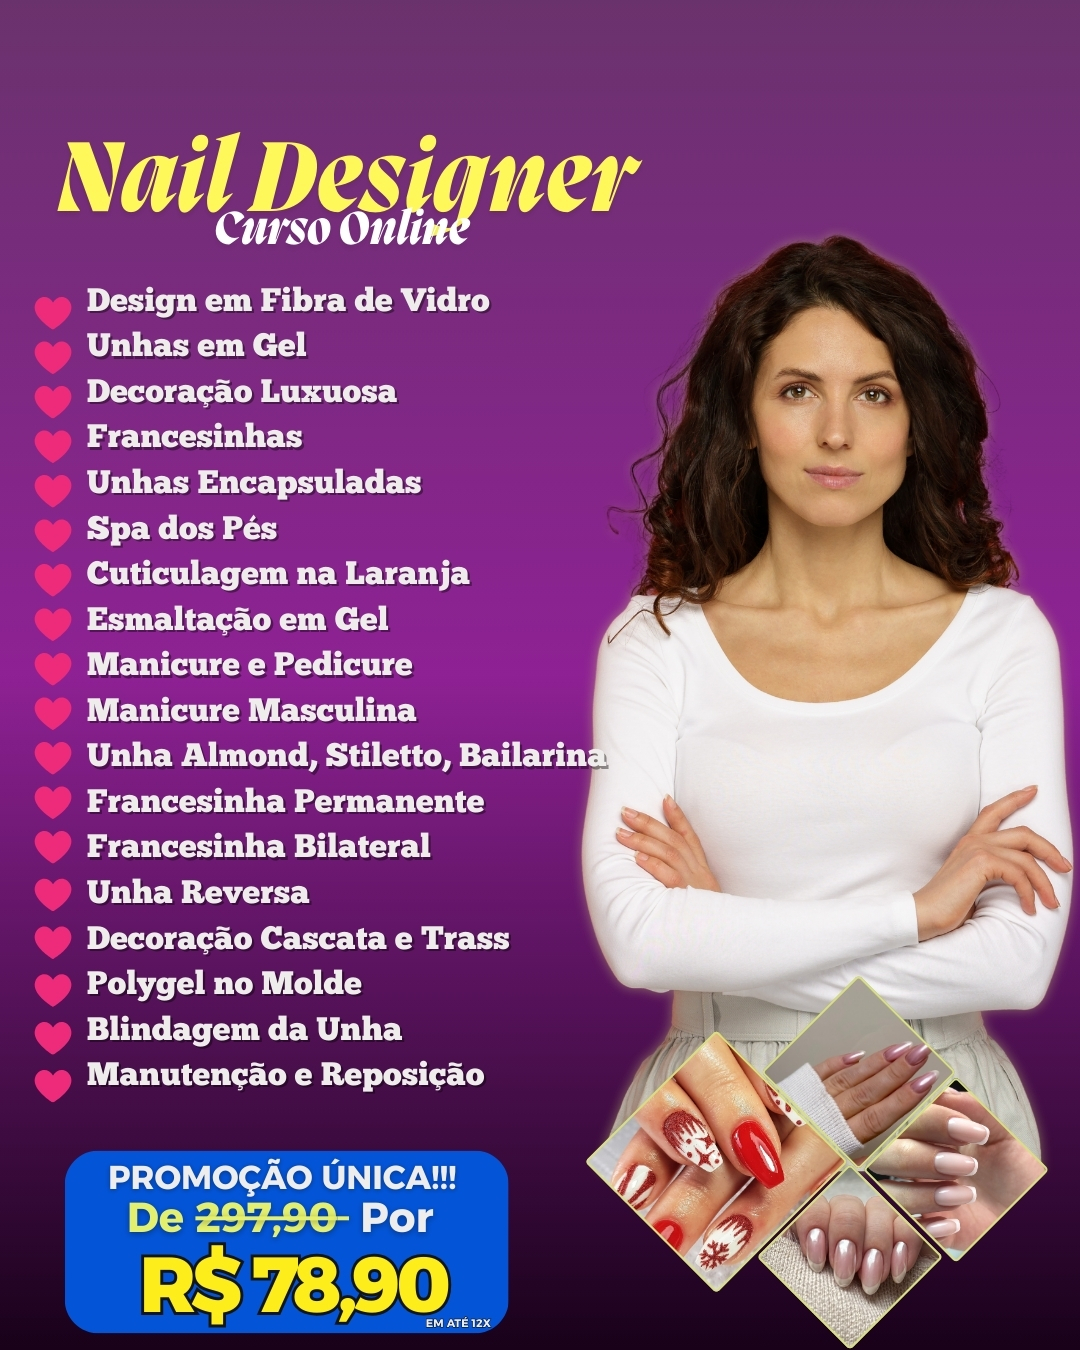 Nail Designer
Curso Online
Design em Fibra de Vidro
Unhas em Gel
Decoração Luxuosa
Francesinhas
Unhas Encapsuladas
Spa dos Pés
Cuticulagem na Laranja
Esmaltação em Gel
Manicure e Pedicure
Manicure Masculina
Unha Almond, Stiletto, Bailarina
Francesinha Permanente
Francesinha Bilateral
Unha Reversa
Decoração Cascata e Trass
Polygel no Molde
Blindagem da Unha
Manutenção e Reposição
PROMOÇÃO ÚNICA!!!
De 297,90 Por
R$ 78,90
EM ATÉ 12X